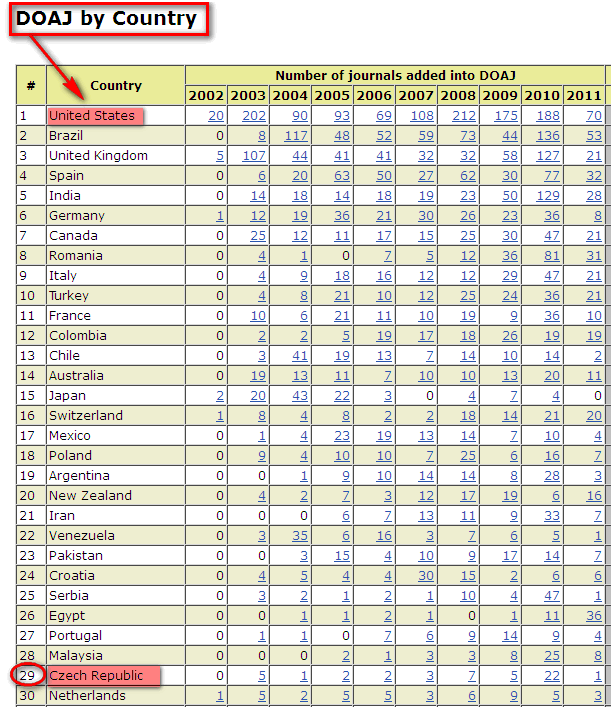 DOAJ by Country
# Country Number of journals added into DOAJ
2002 2003 2004 2005 2006 2007 2008 2009 2010 2011
1 United States 20 202 90 93 69 108 212 175 188 70
2 Brazil 0 8 117 48 52 59 73 44 136 53
3 United Kingdom 5 107 44 41 41 32 32 58 127 21
4 Spain 0 6 20 63 50 27 62 30 77 32
5 India 0 14 18 14 18 19 23 50 129 28
6 Germany 1 12 19 36 21 30 26 23 36 8
7 Canada 0 25 12 11 17 15 25 30 47 21
8 Romania 0 4 1 0 7 5 12 36 81 31
9 Italy 0 4 9 18 16 12 12 29 47 21
10 Turkey 0 4 8 21 10 12 25 24 36 21
11 France 0 10 6 21 11 10 19 9 36 10
12 Colombia 0 2 2 5 19 17 18 26 19 19
13 Chile 0 3 41 19 13 7 14 10 14 2
14 Australia 0 19 13 11 7 10 10 13 20 11
15 Japan 2 20 43 22 3 0 4 7 4 0
16 Switzerland 1 8 4 8 2 2 18 14 21 20
17 Mexico 0 1 4 23 19 13 14 7 10 4
18 Poland 0 9 4 10 10 7 25 6 16 7
19 Argentina 0 0 1 9 10 14 14 8 28 3
20 New Zealand 0 4 2 7 3 12 17 19 6 16
21 Iran 0 0 0 6 7 13 11 9 33 7
22 Venezuela 0 3 35 6 16 3 7 6 5 1
23 Pakistan 0 0 3 15 4 10 9 17 14 7
24 Croatia 0 4 5 4 4 30 15 2 6 6
25 Serbia 0 3 2 1 2 1 10 4 47 1
26 Egypt 0 0 1 1 2 1 0 1 11 36
27 Portugal 0 1 1 0 7 6 9 14 9 4
28 Malaysia 0 0 0 2 1 3 3 8 25 8
29 Czech Republic 0 5 1 2 2 3 7 5 22 1
30 Netherlands 1 5 2 5 5 3 6 9 5 3